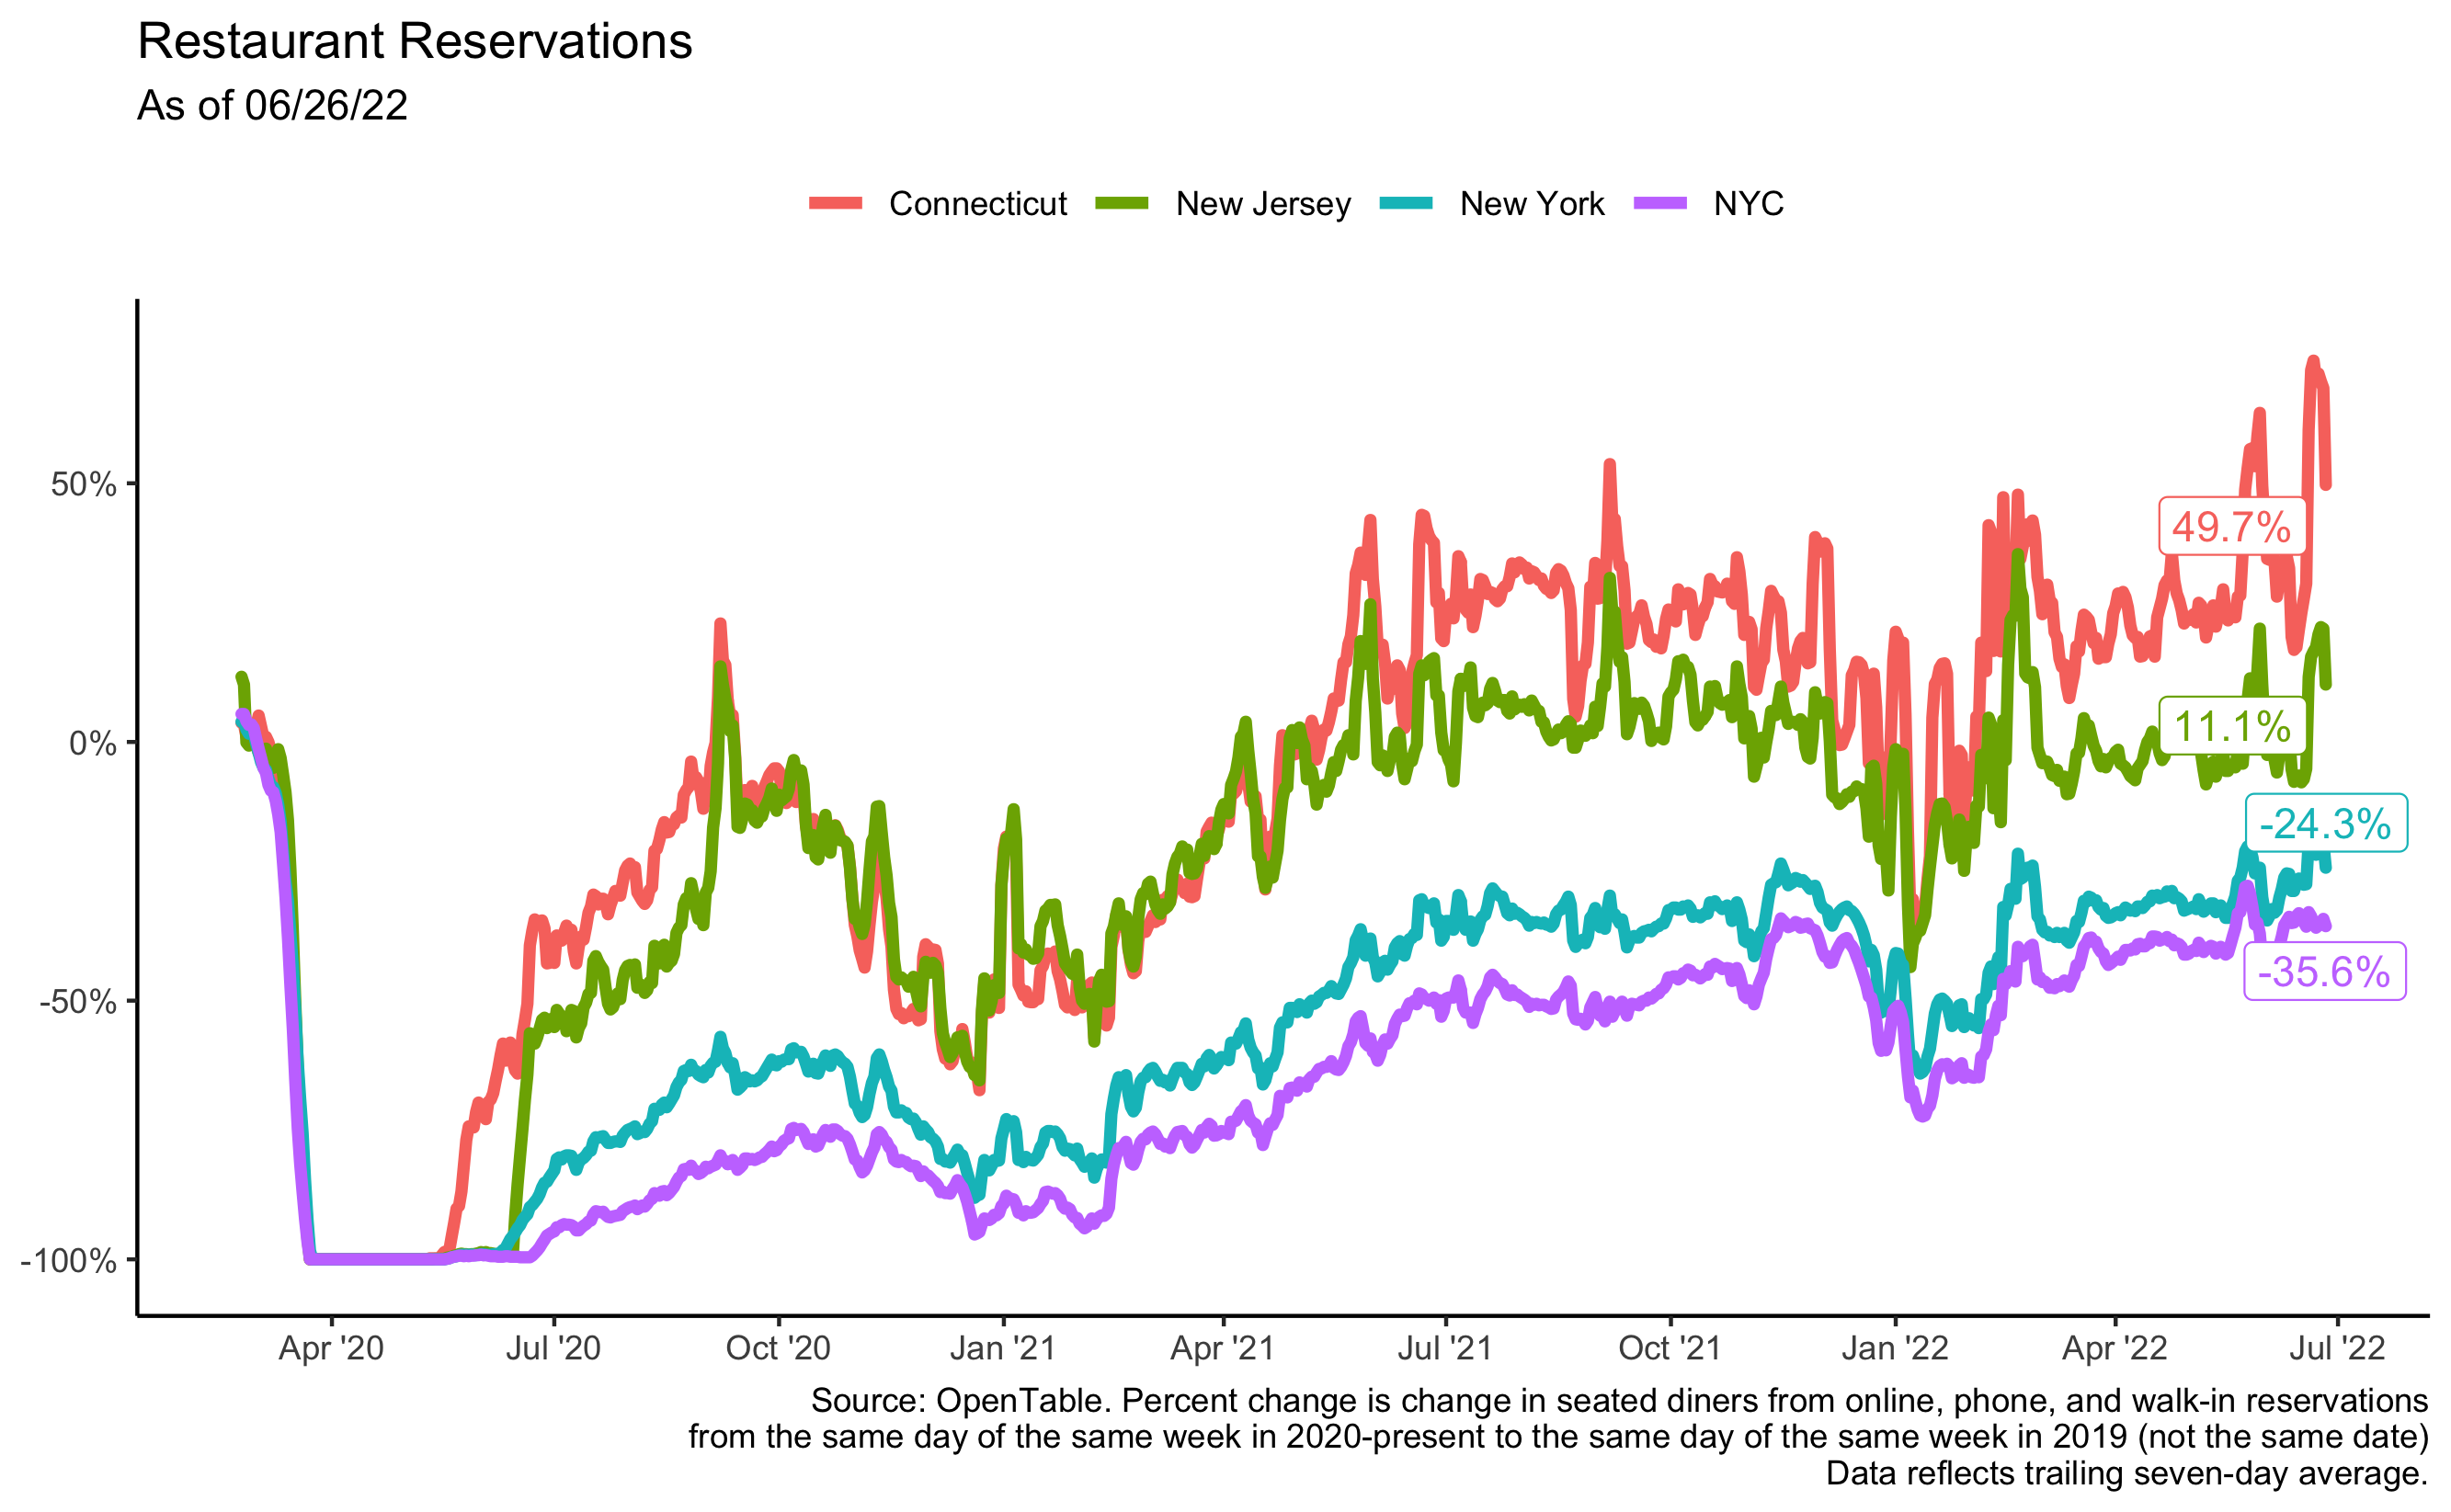 Restaurant Reservations
As of 06/26/22
Connecticut New Jersey New York NYC
50%
0%
-50%
-100%
49.7%
11.1%
-24.3%
-35.6%
Apr '20 Jul '20 Oct '20 Jan '21 Apr '21 Jul '21 Oct '21 Jan '22 Apr '22 Jul '22
Source: OpenTable. Percent change is change in seated diners from online, phone, and walk-in reservations
from the same day of the same week in 2020-present to the same day of the same week in 2019 (not the same date)
Data reflects trailing seven-day average.